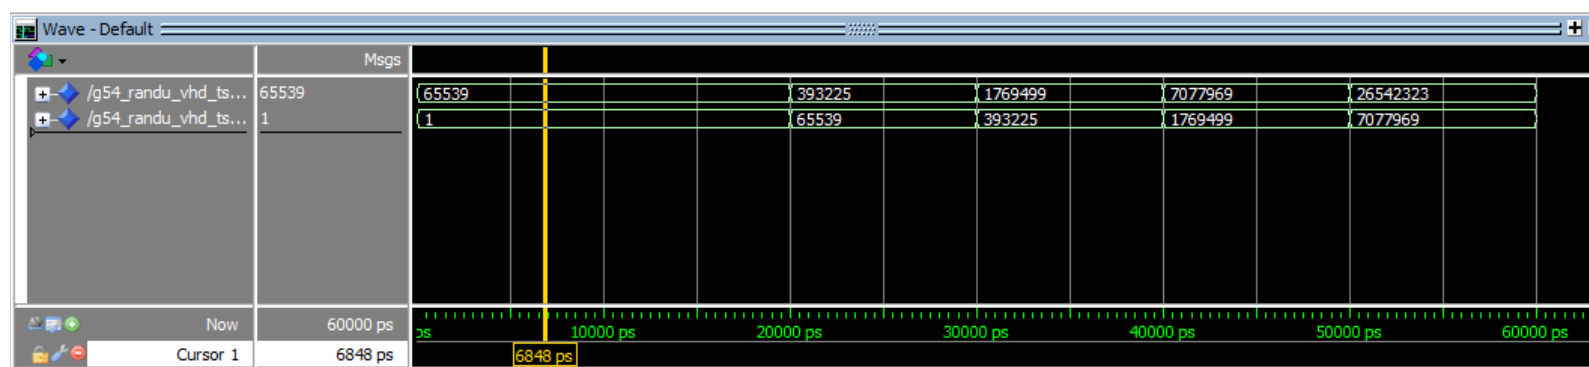 Wave - Default
Msgs
/g54_randu_vhd_ts... 65539 65539 393225 1769499 7077969 26542323
/g54_randu_vhd_ts... 1 1 65539 393225 1769499 7077969
Now 60000 ps ps 10000 ps 20000 ps 30000 ps 40000 ps 50000 ps 60000 ps
Cursor 1 6848 ps 6848 ps